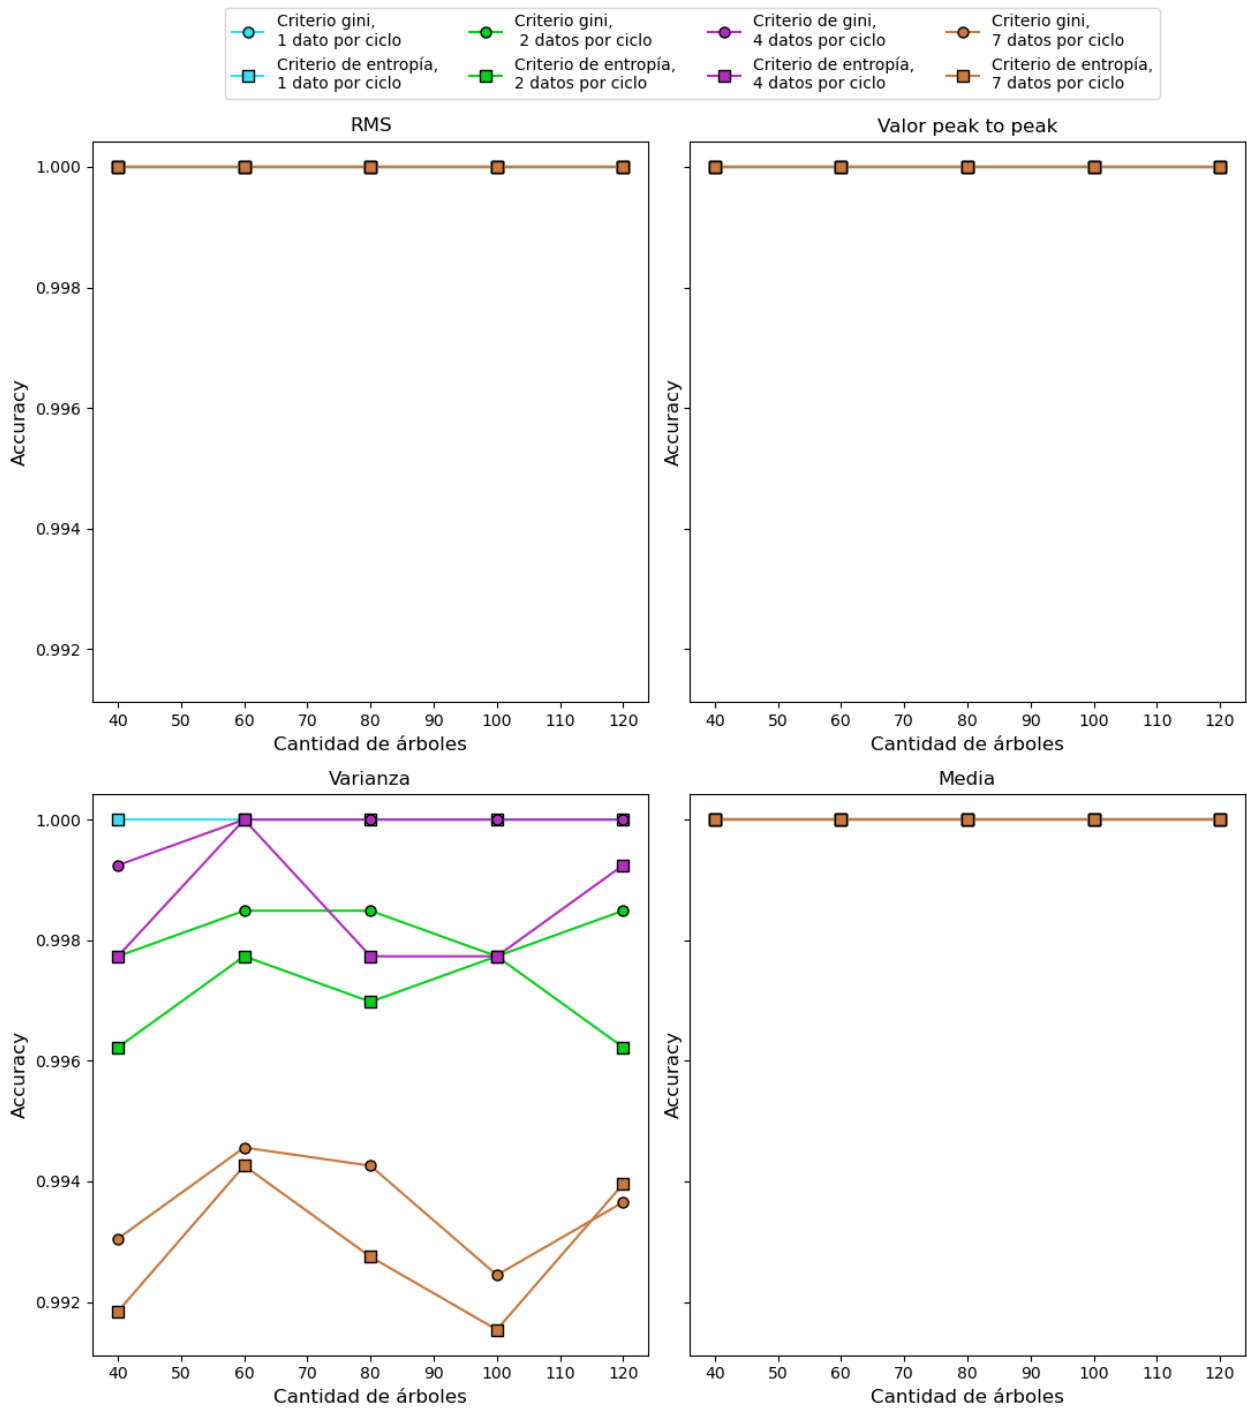 Criterio gini,
1 dato por ciclo
Criterio de entropía,
1 dato por ciclo
Criterio gini,
2 datos por ciclo
Criterio de entropía,
2 datos por ciclo
Criterio de gini,
4 datos por ciclo
Criterio de entropía,
4 datos por ciclo
Criterio gini,
7 datos por ciclo
Criterio de entropía,
7 datos por ciclo
RMS
1.000
0.998
0.996
0.994
0.992
Accuracy
40 50 60 70 80 90 100 110 120
Cantidad de árboles
Valor peak to peak
Accuracy
40 50 60 70 80 90 100 110 120
Cantidad de árboles
Varianza
1.000
0.998
0.996
0.994
0.992
Accuracy
40 50 60 70 80 90 100 110 120
Cantidad de árboles
Media
Accuracy
40 50 60 70 80 90 100 110 120
Cantidad de árboles